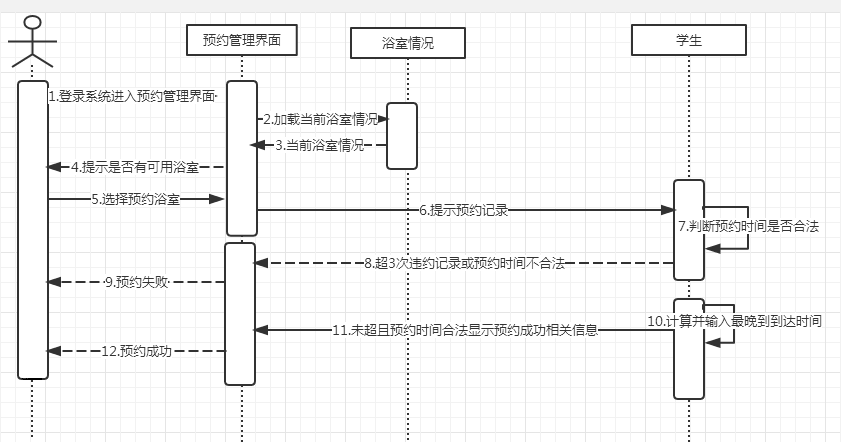 预约管理界面
浴室情况
学生
1.登录系统进入预约管理界面
2.加载当前浴室情况
3.当前浴室情况
4.提示是否有可用浴室
5.选择预约浴室
6.提示预约记录
7.判断预约时间是否合法
8.超3次违约记录或预约时间不合法
9.预约失败
10.计算并输入最晚到到达时间
11.未超且预约时间合法显示预约成功相关信息
12.预约成功